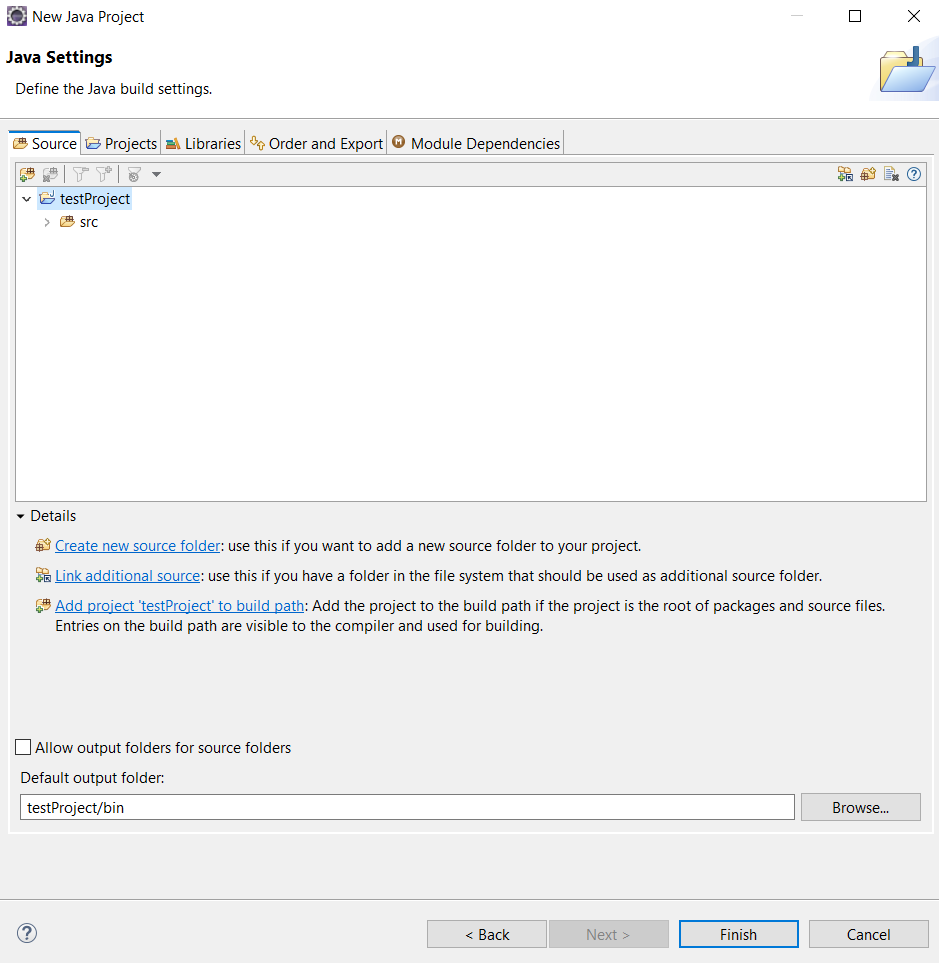 New Java Project
Java Settings
Define the Java build settings.
Source Projects Libraries Order and Export Module Dependencies
testProject
src
Details
Create new source folder: use this if you want to add a new source folder to your project.
Link additional source: use this if you have a folder in the file system that should be used as additional source folder.
Add project 'testProject' to build path: Add the project to the build path if the project is the root of packages and source files.
Entries on the build path are visible to the compiler and used for building.
Allow output folders for source folders
Default output folder:
testProject/bin Browse...
< Back Next > Finish Cancel